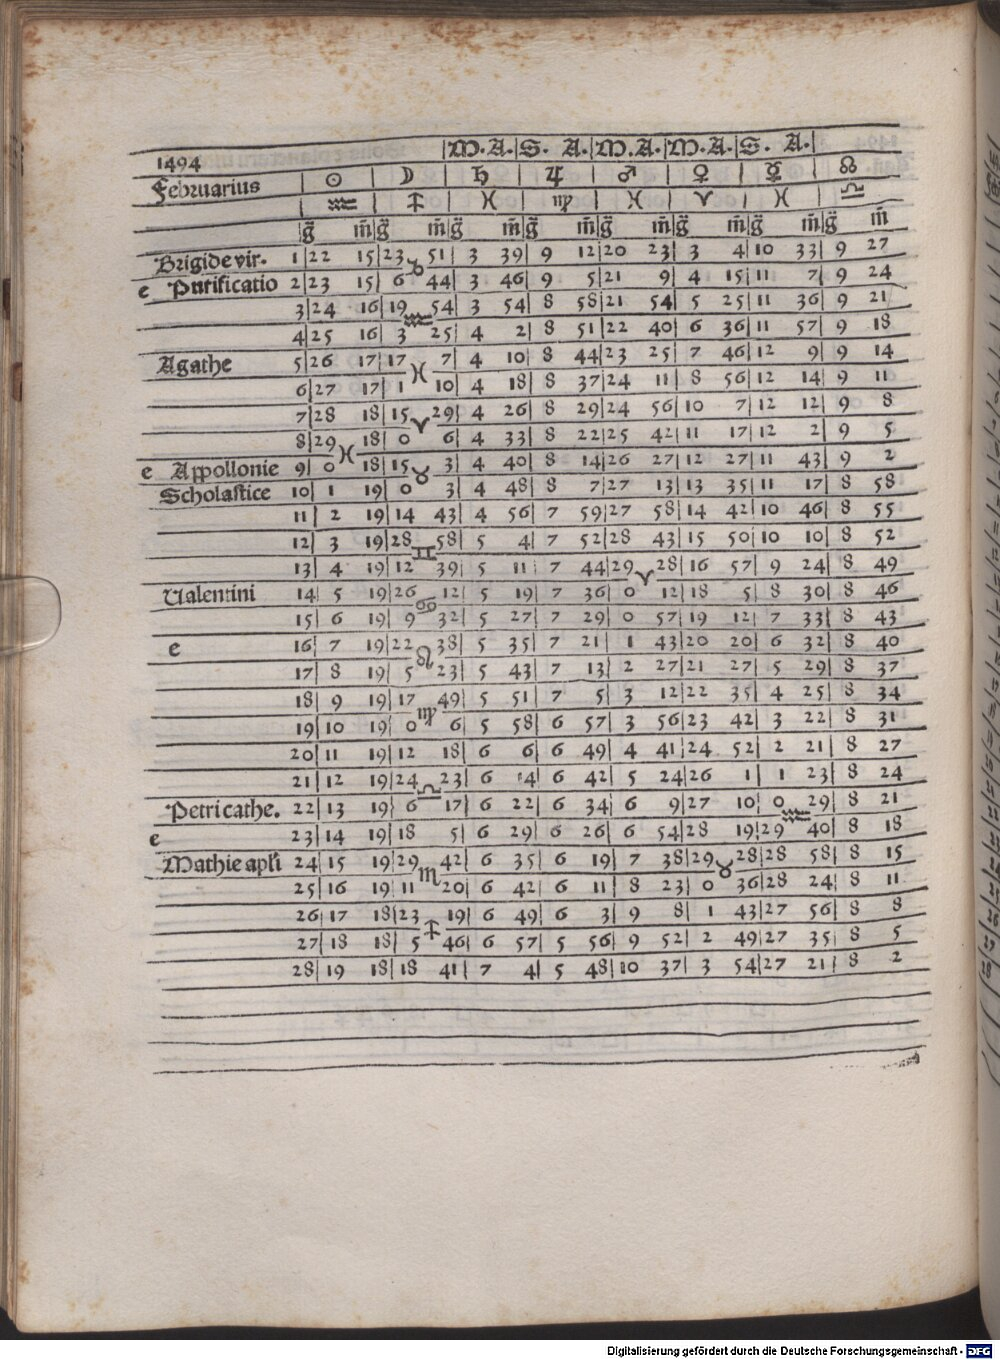 M. A. S. A. M. A. M. A. S. A.
1494
Februarius ☉ ☽ ♄ ♃ ♂ ♀ ☿ ☊
♒ ♐ ♓ ♍ ♓ ♈ ♓ ♎
g̃ m̃ g̃ m̃ g̃ m̃ g̃ m̃ g̃ m̃ g̃ m̃ g̃ m̃ g̃ m̃
Brigide vir. 1 22 15 23 ♑ 51 3 39 9 12 20 23 3 4 10 33 9 27
e Purificatio 2 23 15 6 44 3 46 9 5 21 9 4 15 11 7 9 24
3 24 16 19 ♒ 54 3 54 8 58 21 54 5 25 11 36 9 21
4 25 16 3 25 4 2 8 51 22 40 6 36 11 57 9 18
Agathe 5 26 17 17 ♓ 7 4 10 8 44 23 25 7 46 12 9 9 14
6 27 17 1 10 4 18 8 37 24 11 8 56 12 14 9 11
7 28 18 15 ♈ 29 4 26 8 29 24 56 10 7 12 12 9 8
8 29 ♓ 18 0 6 4 33 8 22 25 42 11 17 12 2 9 5
e Appollonie 9 0 18 15 ♉ 3 4 40 8 14 26 27 12 27 11 43 9 2
Scholastice 10 1 19 0 3 4 48 8 7 27 13 13 35 11 17 8 58
11 2 19 14 43 4 56 7 59 27 58 14 42 10 46 8 55
12 3 19 28 ♊ 58 5 4 7 52 28 43 15 50 10 10 8 52
13 4 19 12 39 5 11 7 44 29 ♈ 28 16 57 9 24 8 49
Ualentini 14 5 19 26 ♋ 12 5 19 7 36 0 12 18 5 8 30 8 46
15 6 19 9 32 5 27 7 29 0 57 19 12 7 33 8 43
e 16 7 19 22 ♌ 38 5 35 7 21 1 43 20 20 6 32 8 40
17 8 19 5 23 5 43 7 13 2 27 21 27 5 29 8 37
18 9 19 17 ♍ 49 5 51 7 5 3 12 22 35 4 25 8 34
19 10 19 0 6 5 58 6 57 3 56 23 42 3 22 8 31
20 11 19 12 18 6 6 6 49 4 41 24 52 2 21 8 27
21 12 19 24 ♎ 23 6 14 6 42 5 24 26 1 1 23 8 24
Petri cathe. 22 13 19 6 17 6 22 6 34 6 9 27 10 0 ♒ 29 8 21
e 23 14 19 18 5 6 29 6 26 6 54 28 19 29 40 8 18
Mathie apli 24 15 19 29 ♏ 42 6 35 6 19 7 38 29 ♉ 28 28 58 8 15
25 16 19 11 20 6 42 6 11 8 23 0 36 28 24 8 11
26 17 18 23 ♐ 19 6 49 6 3 9 8 1 43 27 56 8 8
27 18 18 5 46 6 57 5 56 9 52 2 49 27 35 8 5
28 19 18 18 41 7 4 5 48 10 37 3 54 27 21 8 2
Digitalisierung gefördert durch die Deutsche Forschungsgemeinschaft - DFG